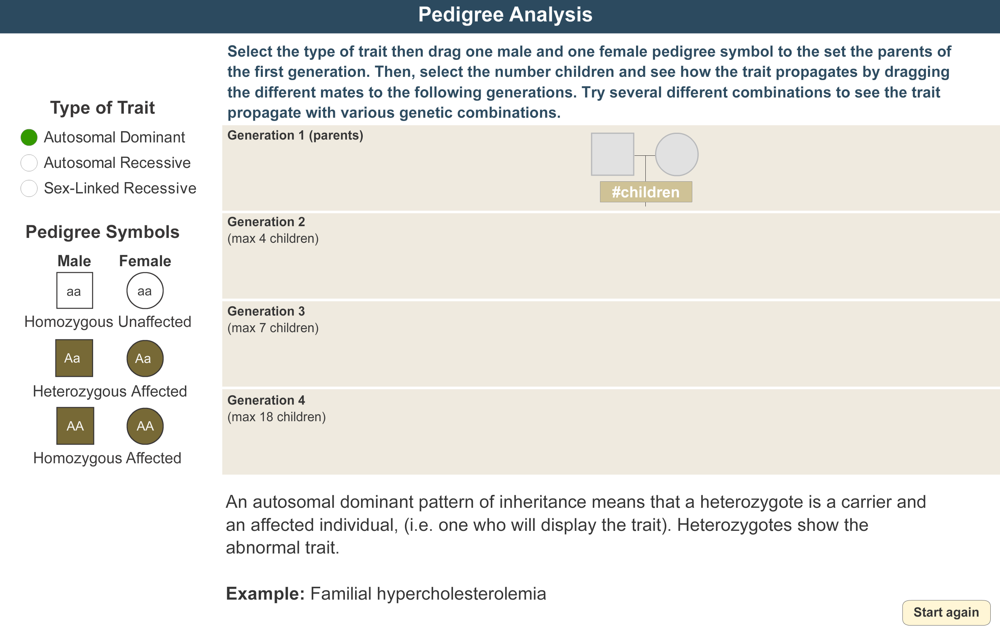 Pedigree Analysis
Select the type of trait then drag one male and one female pedigree symbol to the set the parents of
the first generation. Then, select the number children and see how the trait propagates by dragging
the different mates to the following generations. Try several different combinations to see the trait
propagate with various genetic combinations.
Type of Trait
Autosomal Dominant
Autosomal Recessive
Sex-Linked Recessive
Pedigree Symbols
Male Female
aa aa
Homozygous Unaffected
Aa Aa
Heterozygous Affected
AA AA
Homozygous Affected
Generation 1 (parents)
#children
Generation 2
(max 4 children)
Generation 3
(max 7 children)
Generation 4
(max 18 children)
An autosomal dominant pattern of inheritance means that a heterozygote is a carrier and
an affected individual, (i.e. one who will display the trait). Heterozygotes show the
abnormal trait.
Example: Familial hypercholesterolemia
Start again